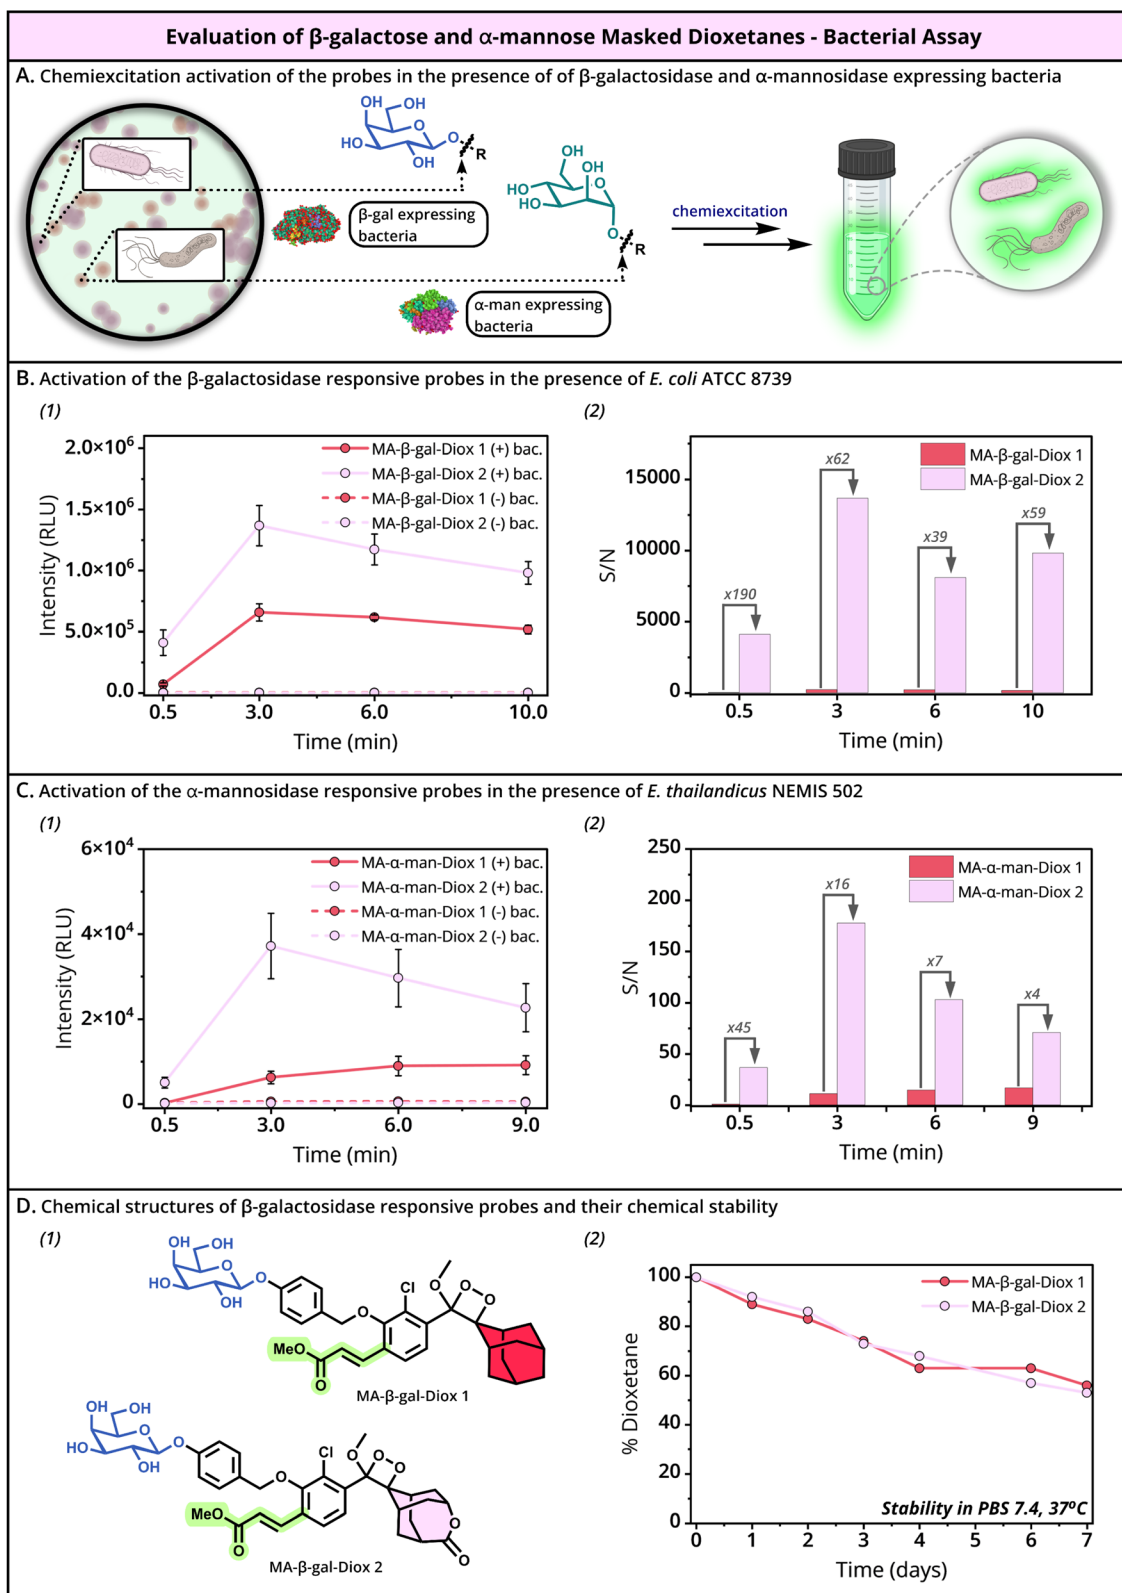 Evaluation of β-galactose and α-mannose Masked Dioxetanes - Bacterial Assay
A. Chemiexcitation activation of the probes in the presence of of β-galactosidase and α-mannosidase expressing bacteria
OH
OH
HO
O
O
OH
R
β-gal expressing
bacteria
OH
OH
HO
HO
O
O
R
α-man expressing
bacteria
chemiexcitation
B. Activation of the β-galactosidase responsive probes in the presence of E. coli ATCC 8739
(1)
2.0×10⁶
1.5×10⁶
1.0×10⁶
5.0×10⁵
0.0
Intensity (RLU)
MA-β-gal-Diox 1 (+) bac.
MA-β-gal-Diox 2 (+) bac.
MA-β-gal-Diox 1 (-) bac.
MA-β-gal-Diox 2 (-) bac.
0.5 3.0 6.0 10.0
Time (min)
(2)
15000
10000
5000
0
S/N
MA-β-gal-Diox 1
MA-β-gal-Diox 2
x190
x62
x39
x59
0.5 3 6 10
Time (min)
C. Activation of the α-mannosidase responsive probes in the presence of E. thailandicus NEMIS 502
(1)
6×10⁴
4×10⁴
2×10⁴
0
Intensity (RLU)
MA-α-man-Diox 1 (+) bac.
MA-α-man-Diox 2 (+) bac.
MA-α-man-Diox 1 (-) bac.
MA-α-man-Diox 2 (-) bac.
0.5 3.0 6.0 9.0
Time (min)
(2)
250
200
150
100
50
0
S/N
MA-α-man-Diox 1
MA-α-man-Diox 2
x45
x16
x7
x4
0.5 3 6 9
Time (min)
D. Chemical structures of β-galactosidase responsive probes and their chemical stability
(1)
OH
OH
HO
O
O
OH
O
Cl
O
O
O
MeO
O
MA-β-gal-Diox 1
OH
OH
HO
O
O
OH
O
Cl
O
O
O
MeO
O
O
O
MA-β-gal-Diox 2
(2)
100
80
60
40
20
0
% Dioxetane
MA-β-gal-Diox 1
MA-β-gal-Diox 2
Stability in PBS 7.4, 37ºC
0 1 2 3 4 5 6 7
Time (days)